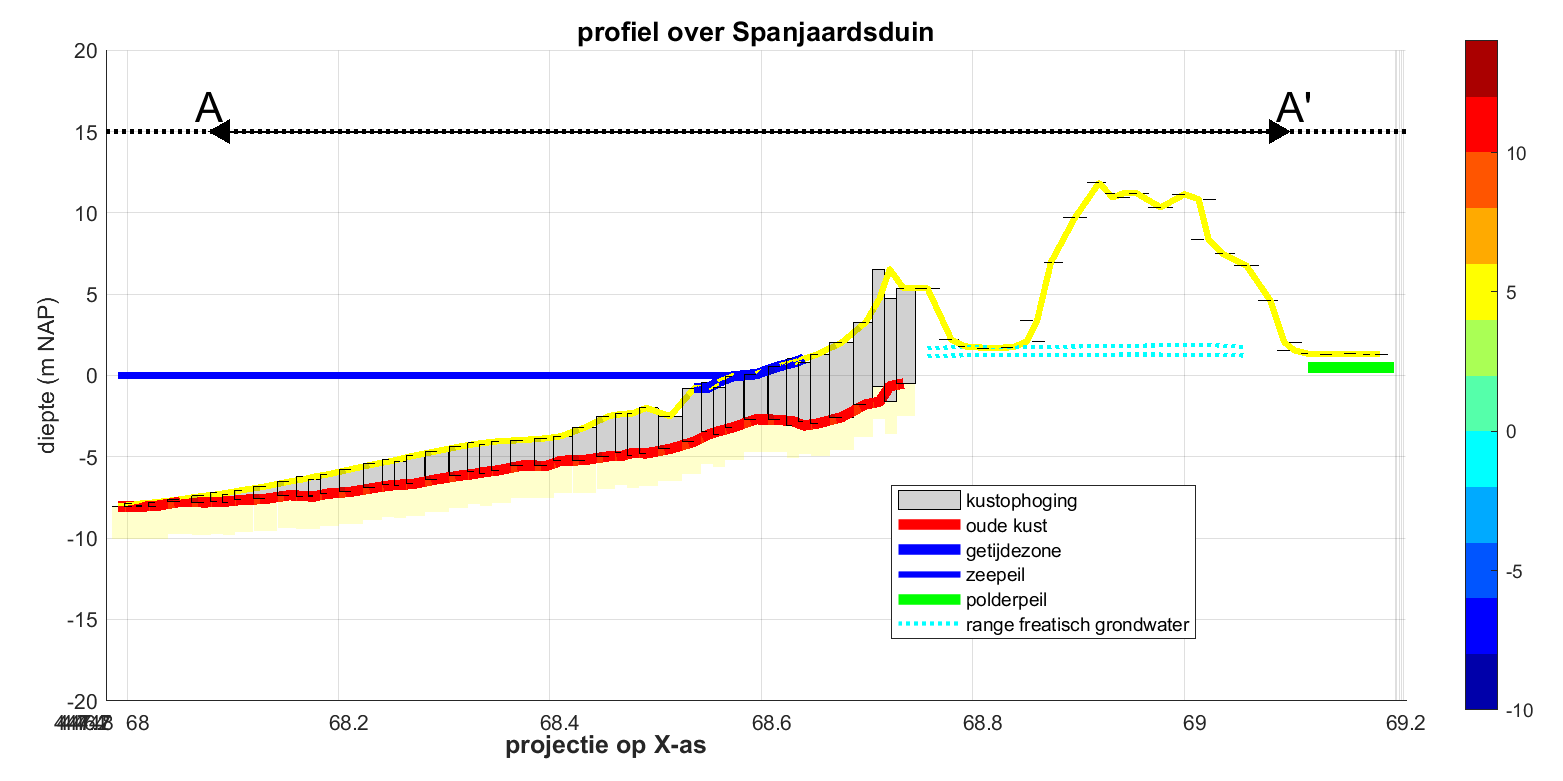 profiel over Spanjaardsduin
A A'
20
15
10
5
0
-5
-10
-15
-20
diepte (m NAP)
68 68.2 68.4 68.6 68.8 69 69.2
projectie op X-as
kustophoging
oude kust
getijdezone
zeepeil
polderpeil
range freatisch grondwater
10
5
0
-5
-10